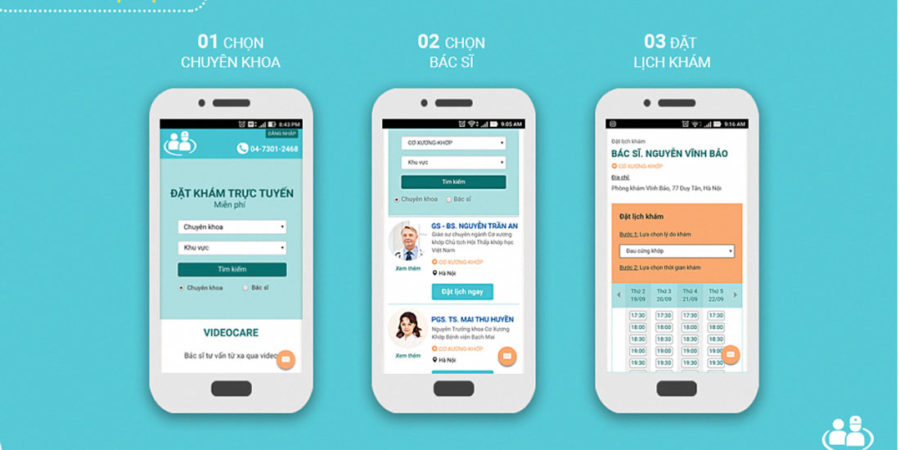 01 CHỌN
CHUYÊN KHOA
02 CHỌN
BÁC SĨ
03 ĐẶT
LỊCH KHÁM
8:43 PM
ĐĂNG NHẬP
04-7301-2468
ĐẶT KHÁM TRỰC TUYẾN
Miễn phí
Chuyên khoa
Khu vực
Tìm kiếm
Chuyên khoa Bác sĩ
VIDEOCARE
Bác sĩ tư vấn từ xa qua video
9:05 AM
CƠ XƯƠNG KHỚP
Khu vực
Tìm kiếm
Chuyên khoa Bác sĩ
GS - BS. NGUYỄN TRẦN AN
Giáo sư chuyên ngành Cơ xương
khớp Chủ tịch Hội Thấp khớp học
Việt Nam
CƠ XƯƠNG-KHỚP
Xem thêm
Hà Nội
Đặt lịch ngay
PGS. TS. MAI THU HUYỀN
Nguyên Trưởng khoa Cơ Xương
Khớp Bệnh viện Bạch Mai
CƠ XƯƠNG-KHỚP
Xem thêm
Hà Nội
9:16 AM
Đặt lịch khám
BÁC SĨ. NGUYỄN VĨNH BẢO
CƠ XƯƠNG-KHỚP
Địa chỉ:
Phòng khám Vĩnh Bảo, 77 Duy Tân, Hà Nội
Đặt lịch khám
Bước 1: Lựa chọn lý do khám
Đau cứng khớp
Bước 2: Lựa chọn thời gian khám
Thứ 2 Thứ 3 Thứ 4 Thứ 5
19/09 20/09 21/09 22/09
17:30 17:30 17:30 17:30
18:00 18:00 18:00 18:00
18:30 18:30 18:30 18:30
19:00 19:00 19:00 19:00
19:30 19:30 19:30 19:30